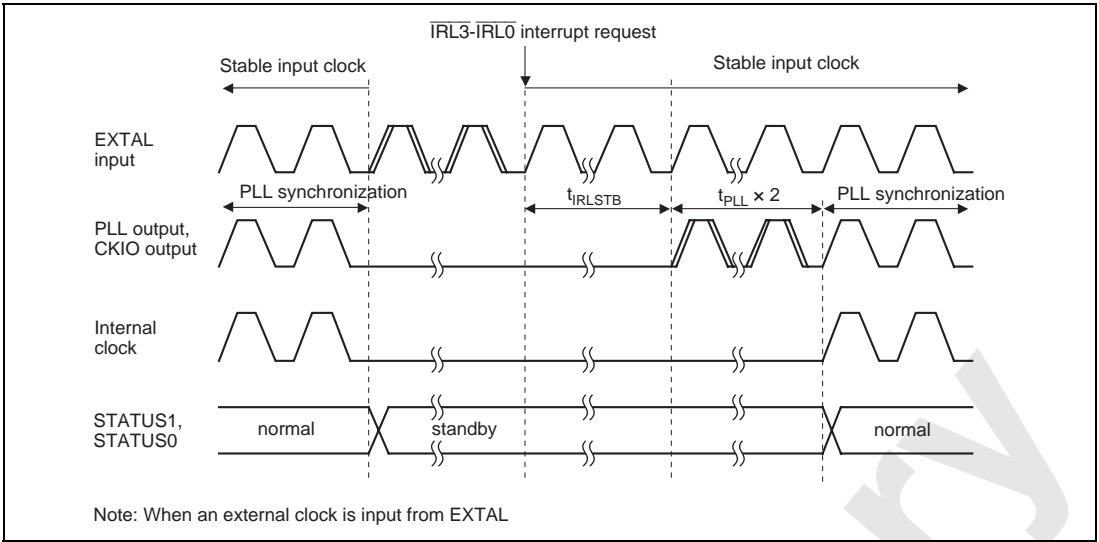 IRL3-IRL0 interrupt request
Stable input clock
Stable input clock
EXTAL
input
PLL synchronization
tIRLSTB
tPLL × 2
PLL synchronization
PLL output,
CKIO output
Internal
clock
STATUS1,
STATUS0
normal
standby
normal
Note: When an external clock is input from EXTAL
ry